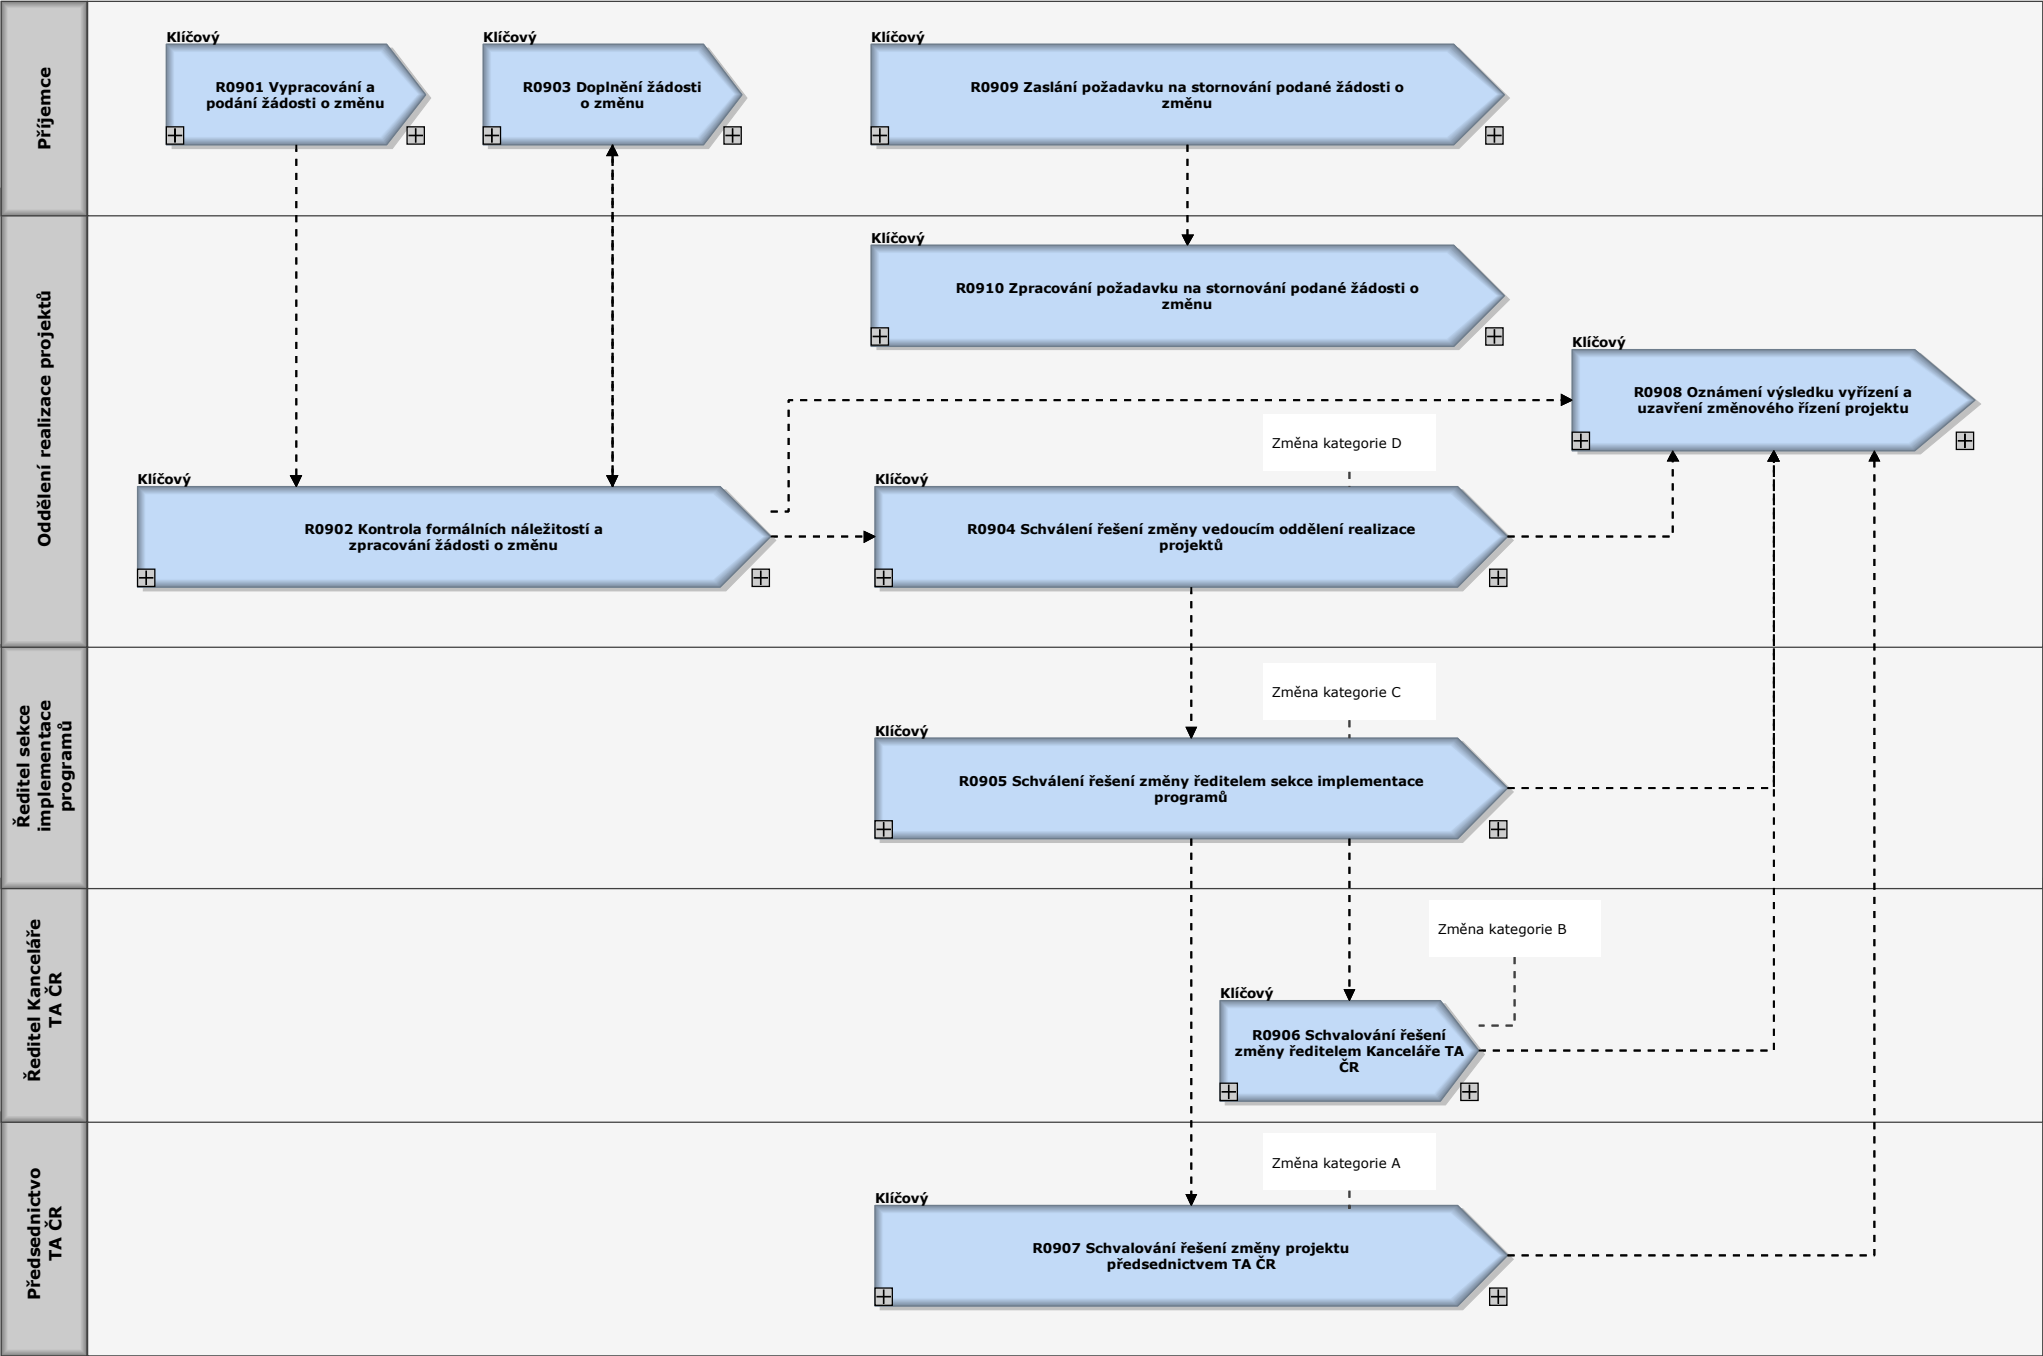 Příjemce
Klíčový
R0901 Vypracování a
podání žádosti o změnu
Klíčový
R0903 Doplnění žádosti
o změnu
Klíčový
R0909 Zaslání požadavku na stornování podané žádosti o
změnu
Oddělení realizace projektů
Klíčový
R0910 Zpracování požadavku na stornování podané žádosti o
změnu
Klíčový
R0908 Oznámení výsledku vyřízení a
uzavření změnového řízení projektu
Změna kategorie D
Klíčový
R0902 Kontrola formálních náležitostí a
zpracování žádosti o změnu
Klíčový
R0904 Schválení řešení změny vedoucím oddělení realizace
projektů
Ředitel sekce
implementace
programů
Změna kategorie C
Klíčový
R0905 Schválení řešení změny ředitelem sekce implementace
programů
Ředitel Kanceláře
TA ČR
Změna kategorie B
Klíčový
R0906 Schvalování řešení
změny ředitelem Kanceláře TA
ČR
Předsednictvo
TA ČR
Změna kategorie A
Klíčový
R0907 Schvalování řešení změny projektu
předsednictvem TA ČR